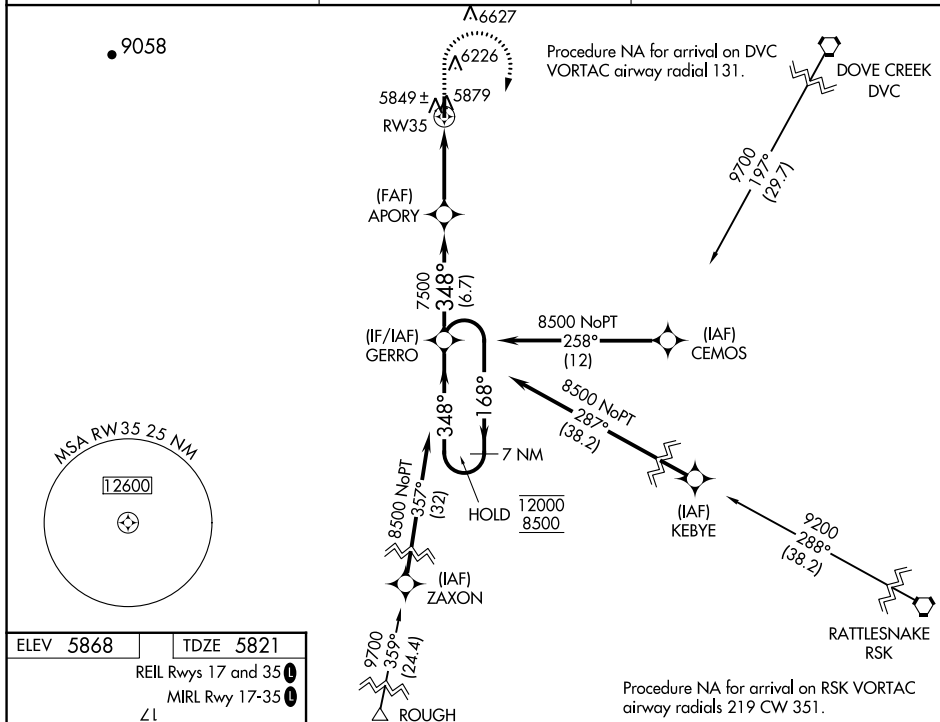 6627
9058
6226
Procedure NA for arrival on DVC
VORTAC airway radial 131.
DOVE CREEK
DVC
5849 ±
5879
RW35
9700
197°
(29.7)
(FAF)
APORY
7500
348°
(6.7)
(IF/IAF)
GERRO
8500 NoPT
258°
(12)
(IAF)
CEMOS
348°
168°
8500 NoPT
287°
(38.2)
MSA RW35 25 NM
12600
7 NM
8500 NoPT
357°
(32)
HOLD
12000
8500
(IAF)
KEBYE
9200
288°
(38.2)
(IAF)
ZAXON
RATTLESNAKE
RSK
ELEV 5868
TDZE 5821
REIL Rwys 17 and 35 L
MIRL Rwy 17-35 L
17
9700
359°
(24.4)
ROUGH
Procedure NA for arrival on RSK VORTAC
airway radials 219 CW 351.